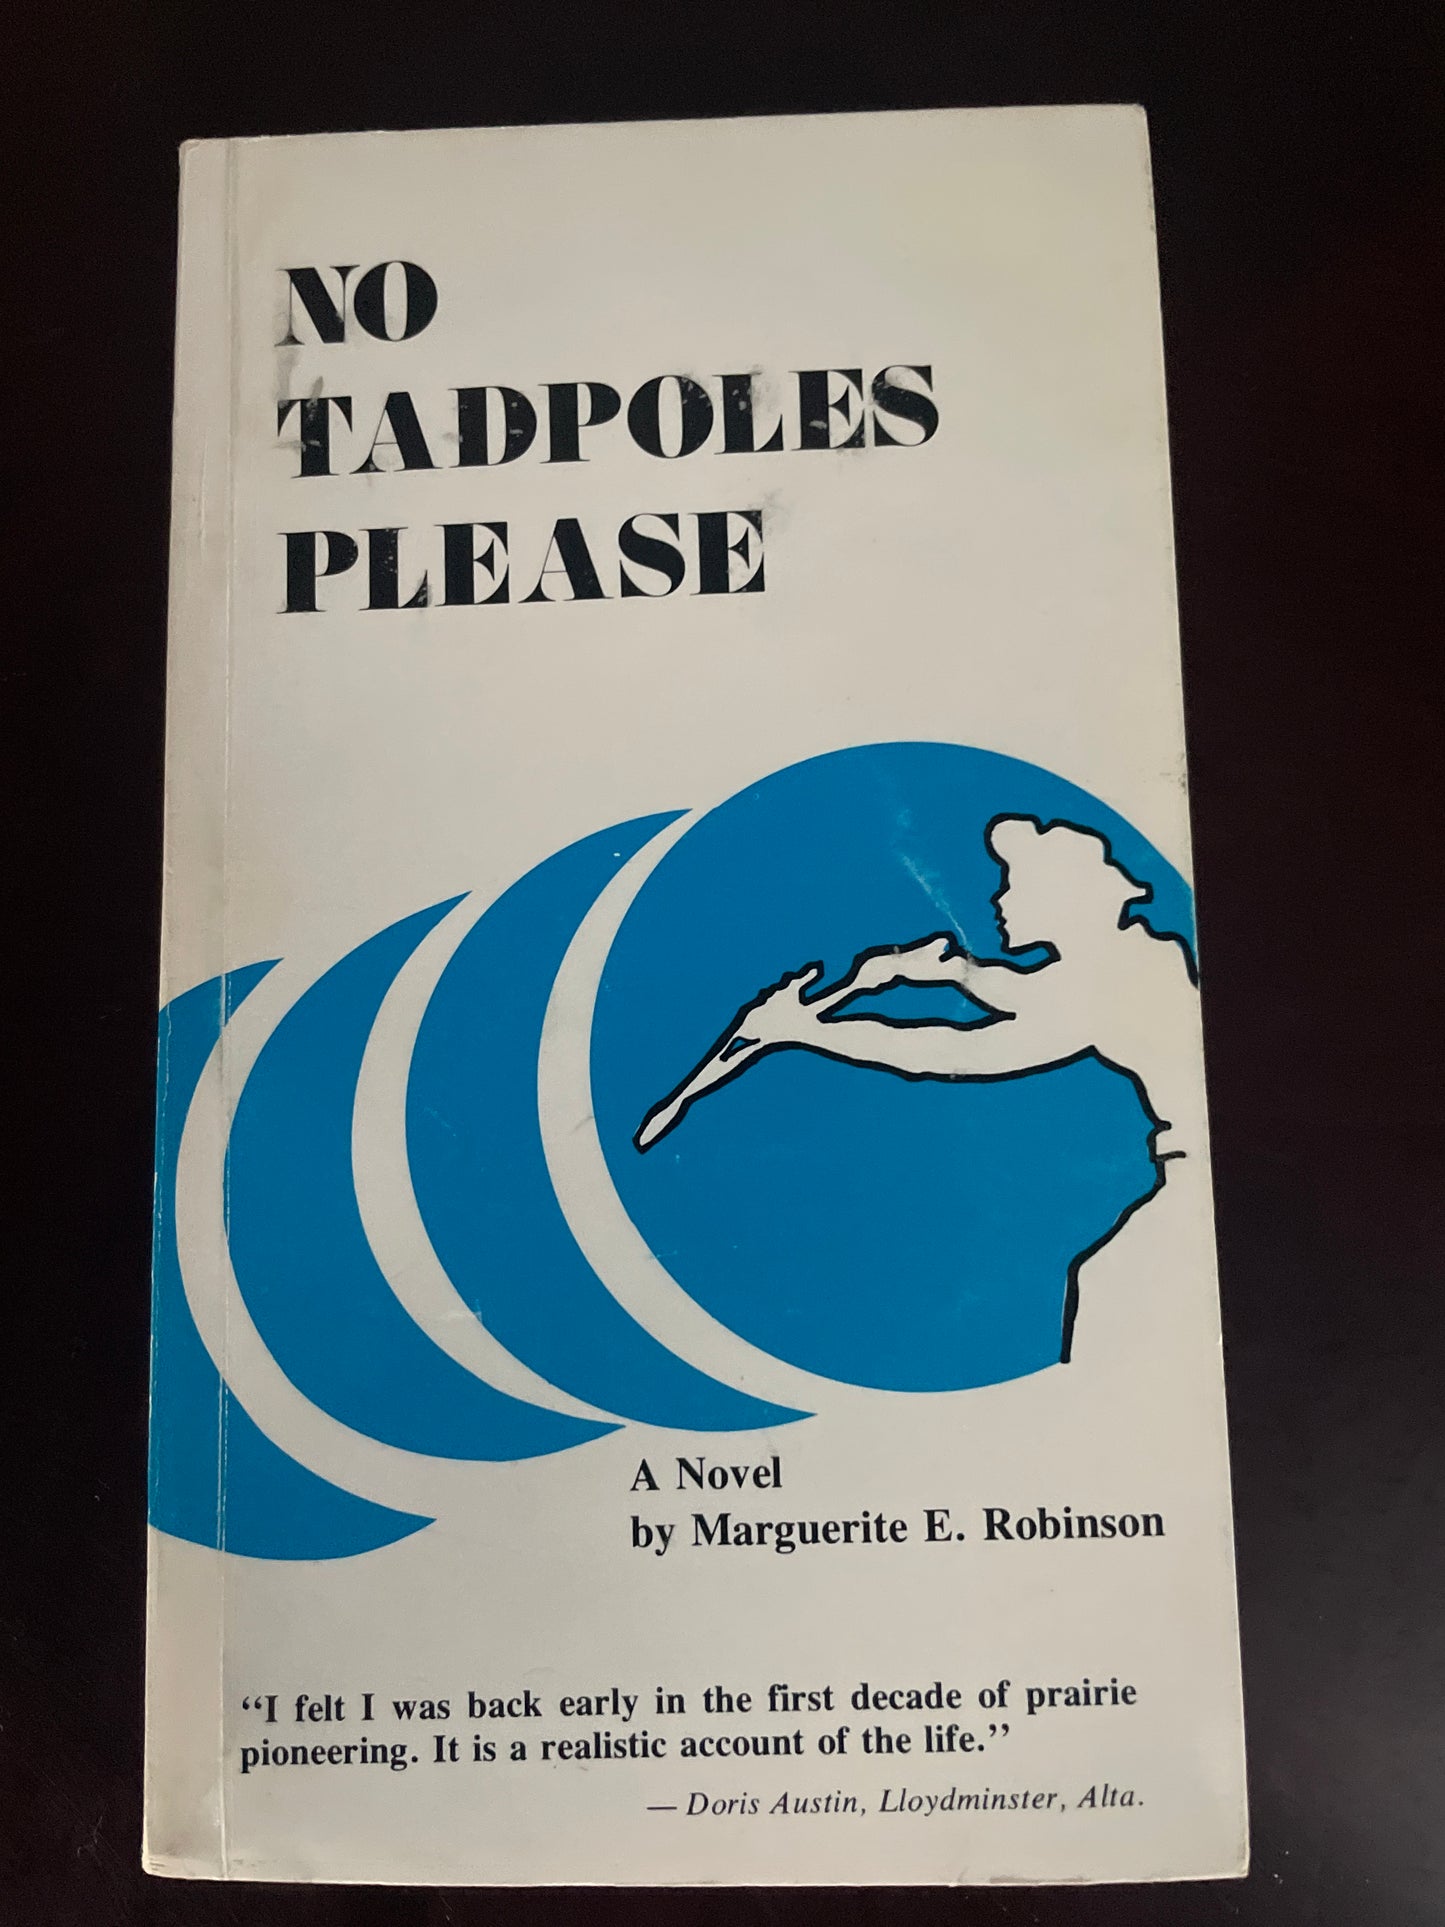 NO
TADPOLES
PLEASE
A Novel
by Marguerite E. Robinson
“I felt I was back early in the first decade of prairie
pioneering. It is a realistic account of the life.”
— Doris Austin, Lloydminster, Alta.